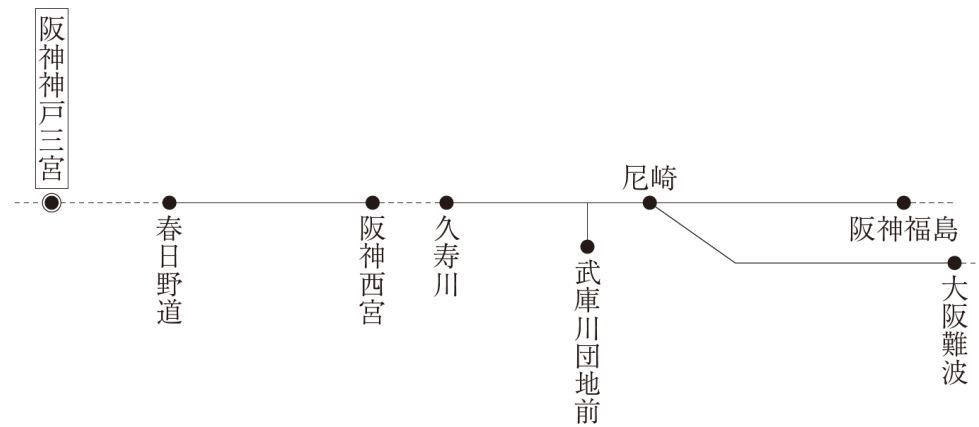 阪神神戸三宮
春日野道
阪神西宮
久寿川
武庫川団地前
尼崎
阪神福島
大阪難波